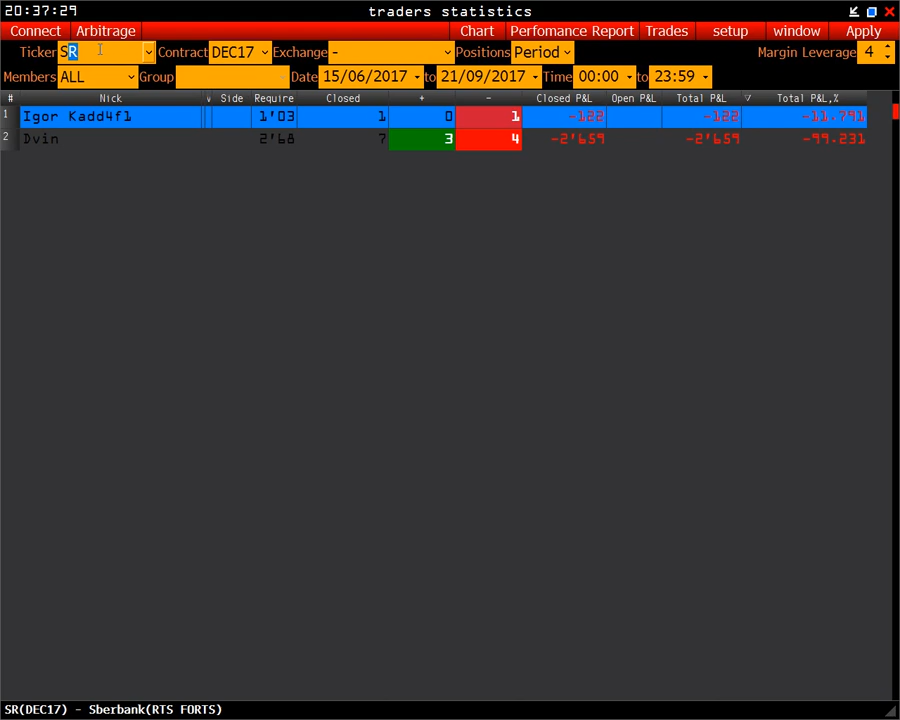 20:37:29 traders statistics
Connect Arbitrage Chart Perfomance Report Trades setup window Apply
Ticker SR Contract DEC17 Exchange - Positions Period Margin Leverage 4
Members ALL Group Date 15/06/2017 to 21/09/2017 Time 00:00 to 23:59
# Nick Side Require Closed + - Closed P&L Open P&L Total P&L Total P&L,%
1 Igor Kadd4f1 1'03 1 0 1 -122 -122 -11.791
2 Dvin 2'68 7 3 4 -2'659 -2'659 -99.231
SR(DEC17) - Sberbank(RTS FORTS)